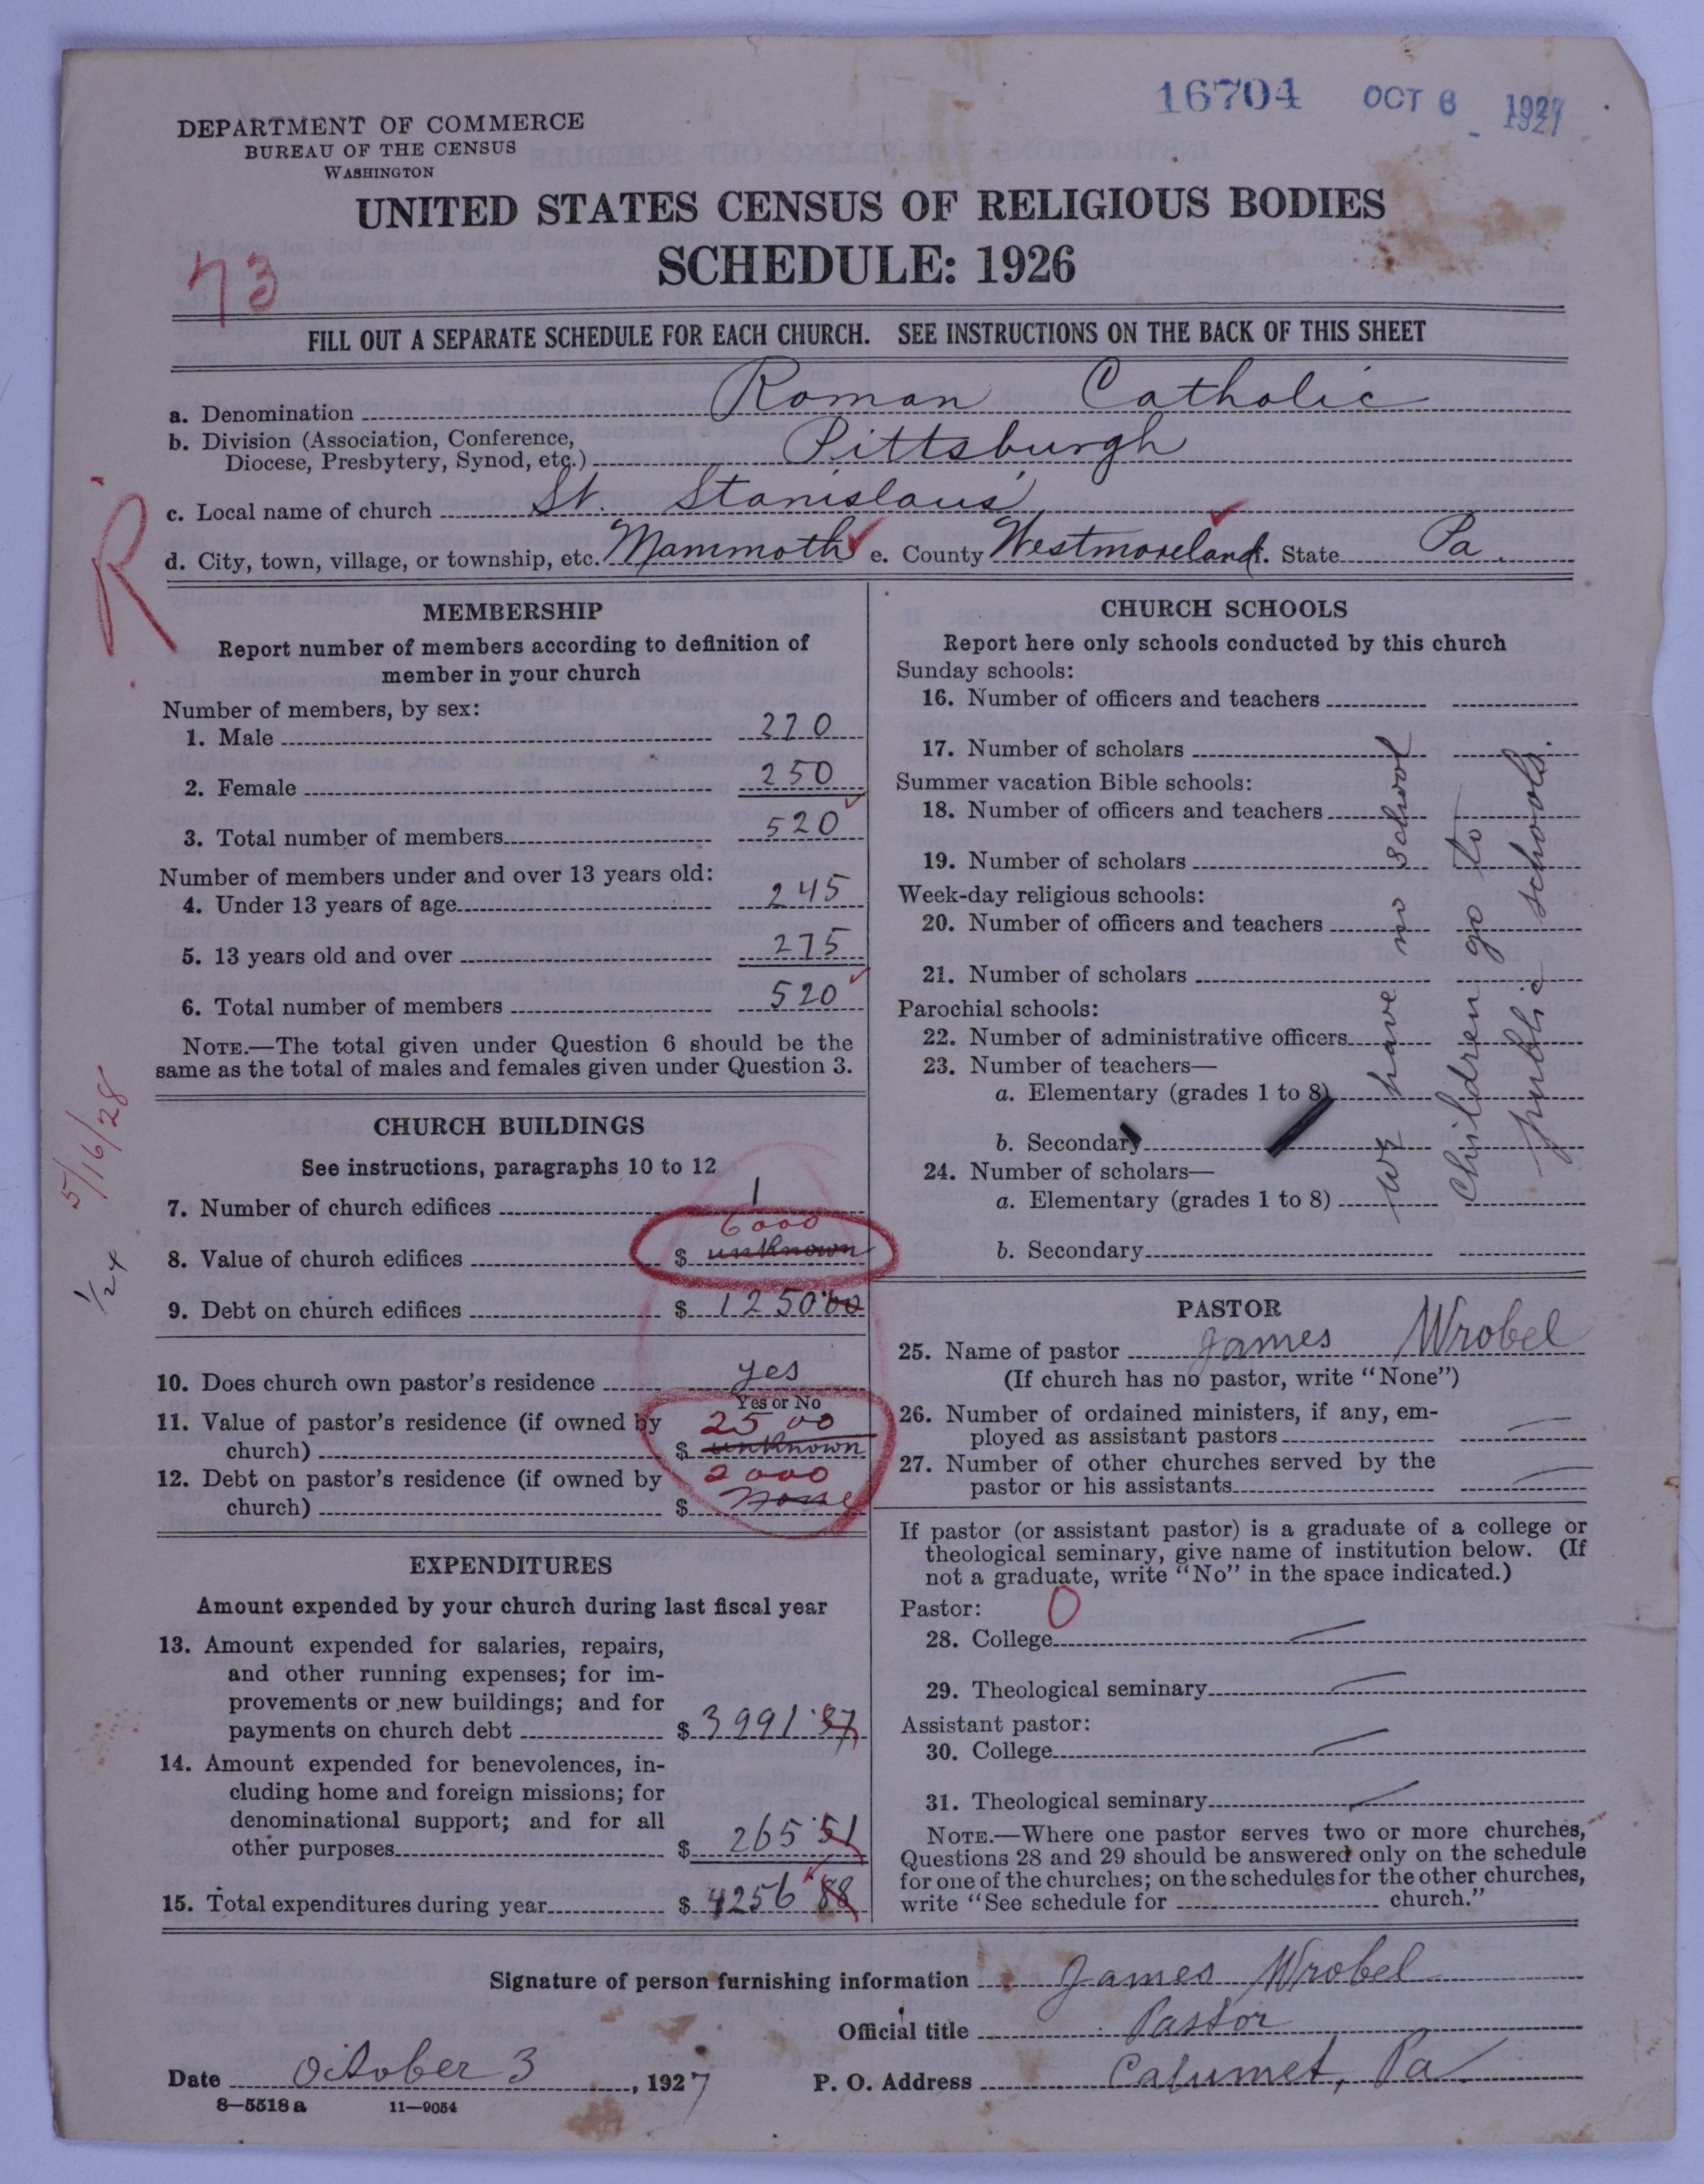 16704 OCT 6 1927
DEPARTMENT OF COMMERCE
BUREAU OF THE CENSUS
WASHINGTON
UNITED STATES CENSUS OF RELIGIOUS BODIES
SCHEDULE: 1926
73
FILL OUT A SEPARATE SCHEDULE FOR EACH CHURCH. SEE INSTRUCTIONS ON THE BACK OF THIS SHEET
a. Denomination Roman Catholic
b. Division (Association, Conference,
Diocese, Presbytery, Synod, etc.) Pittsburgh
c. Local name of church St. Stanislaus
d. City, town, village, or township, etc. Mammoth e. County Westmoreland f. State Pa.
R
MEMBERSHIP
Report number of members according to definition of
member in your church
Number of members, by sex:
1. Male 270
2. Female 250
3. Total number of members 520
Number of members under and over 13 years old:
4. Under 13 years of age 245
5. 13 years old and over 275
6. Total number of members 520
NOTE.—The total given under Question 6 should be the
same as the total of males and females given under Question 3.
5/16/28
CHURCH BUILDINGS
See instructions, paragraphs 10 to 12
7. Number of church edifices 1
6000
8. Value of church edifices $ unknown
9. Debt on church edifices $ 1250.00
10. Does church own pastor's residence yes
Yes or No
11. Value of pastor's residence (if owned by 2500
church) $ unknown
12. Debt on pastor's residence (if owned by 2000
church) $ none
EXPENDITURES
Amount expended by your church during last fiscal year
13. Amount expended for salaries, repairs,
and other running expenses; for im-
provements or new buildings; and for
payments on church debt $ 3991.37
14. Amount expended for benevolences, in-
cluding home and foreign missions; for
denominational support; and for all
other purposes $ 265.51
15. Total expenditures during year $ 4256.88
CHURCH SCHOOLS
Report here only schools conducted by this church
Sunday schools:
16. Number of officers and teachers
17. Number of scholars
Summer vacation Bible schools:
18. Number of officers and teachers
19. Number of scholars
Week-day religious schools:
20. Number of officers and teachers
21. Number of scholars
Parochial schools:
22. Number of administrative officers
23. Number of teachers—
a. Elementary (grades 1 to 8)
b. Secondary
24. Number of scholars—
a. Elementary (grades 1 to 8)
b. Secondary
We have no school
Children go to
public schools.
PASTOR
25. Name of pastor James Wrobel
(If church has no pastor, write "None")
26. Number of ordained ministers, if any, em-
ployed as assistant pastors —
27. Number of other churches served by the
pastor or his assistants —
If pastor (or assistant pastor) is a graduate of a college or
theological seminary, give name of institution below. (If
not a graduate, write "No" in the space indicated.)
Pastor: 0
28. College —
29. Theological seminary —
Assistant pastor:
30. College —
31. Theological seminary —
NOTE.—Where one pastor serves two or more churches,
Questions 28 and 29 should be answered only on the schedule
for one of the churches; on the schedules for the other churches,
write "See schedule for church."
Signature of person furnishing information James Wrobel
Official title Pastor
Date October 3, 1927 P. O. Address Calumet, Pa.
8—5518a 11—9054